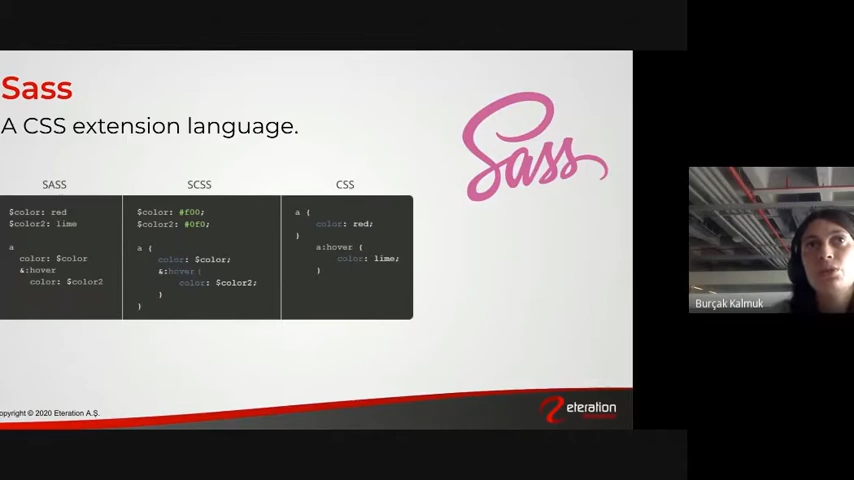 Sass
A CSS extension language.
Sass
SASS
SCSS
CSS
$color: red
$color2: lime
a
color: $color
&:hover
color: $color2
$color: #f00;
$color2: #0f0;
a {
color: $color;
&:hover {
color: $color2;
}
}
a {
color: red;
}
a:hover {
color: lime;
}
opyright © 2020 Eteration A.Ş.
eteration
Burçak Kalmuk